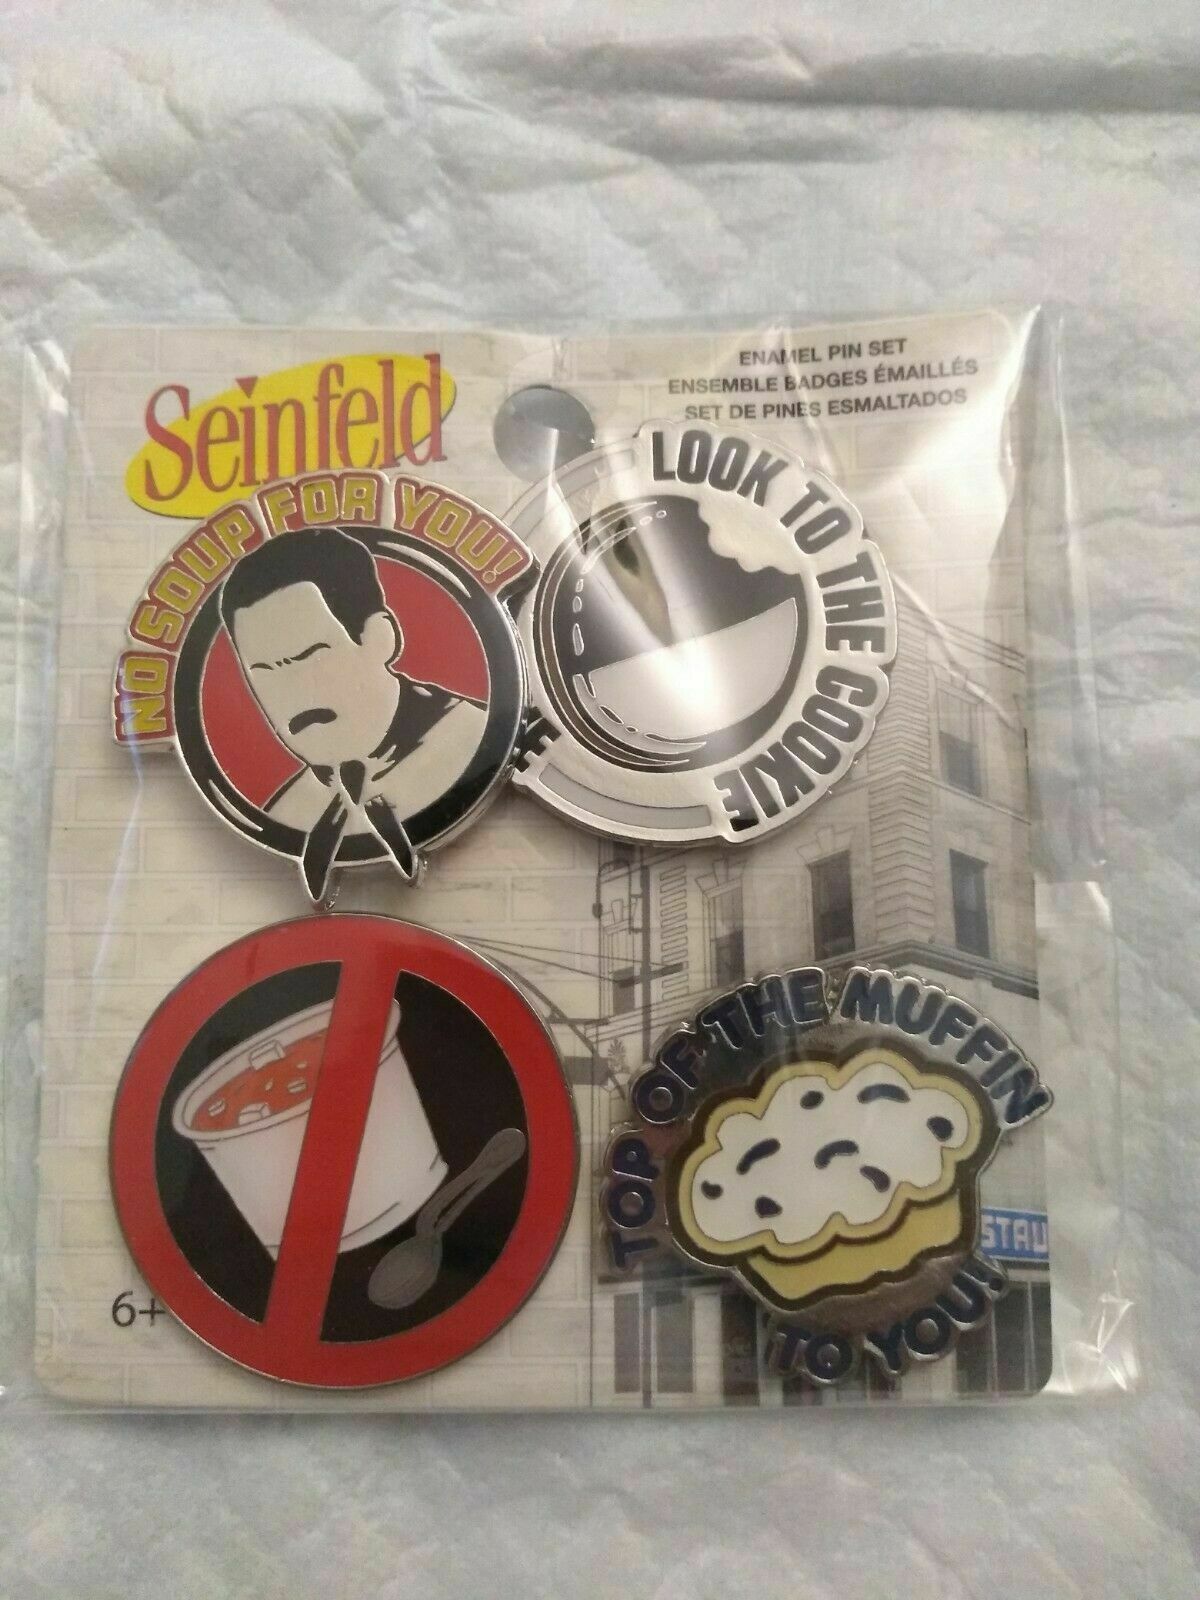 Seinfeld
ENAMEL PIN SET
ENSEMBLE BADGES ÉMAILLÉS
SET DE PINES ESMALTADOS
NO SOUP FOR YOU!
LOOK TO THE COOKIE
TOP OF THE MUFFIN
TO YOU!
STAU
6+